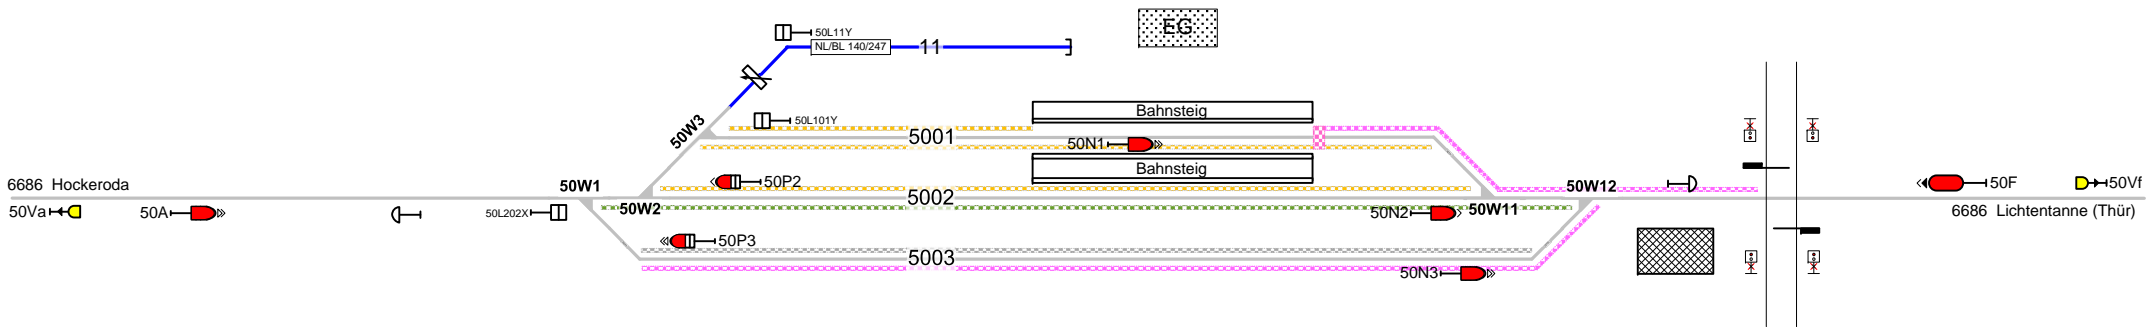 50L11Y
EG
NL/BL 140/247
11
50W3
50L101Y
Bahnsteig
5001
50N1
Bahnsteig
6686 Hockeroda
50W1
50P2
50W12
50F
50Vf
50Va
50A
50L202X
50W2
5002
50N2
50W11
6686 Lichtentanne (Thür)
50P3
5003
50N3